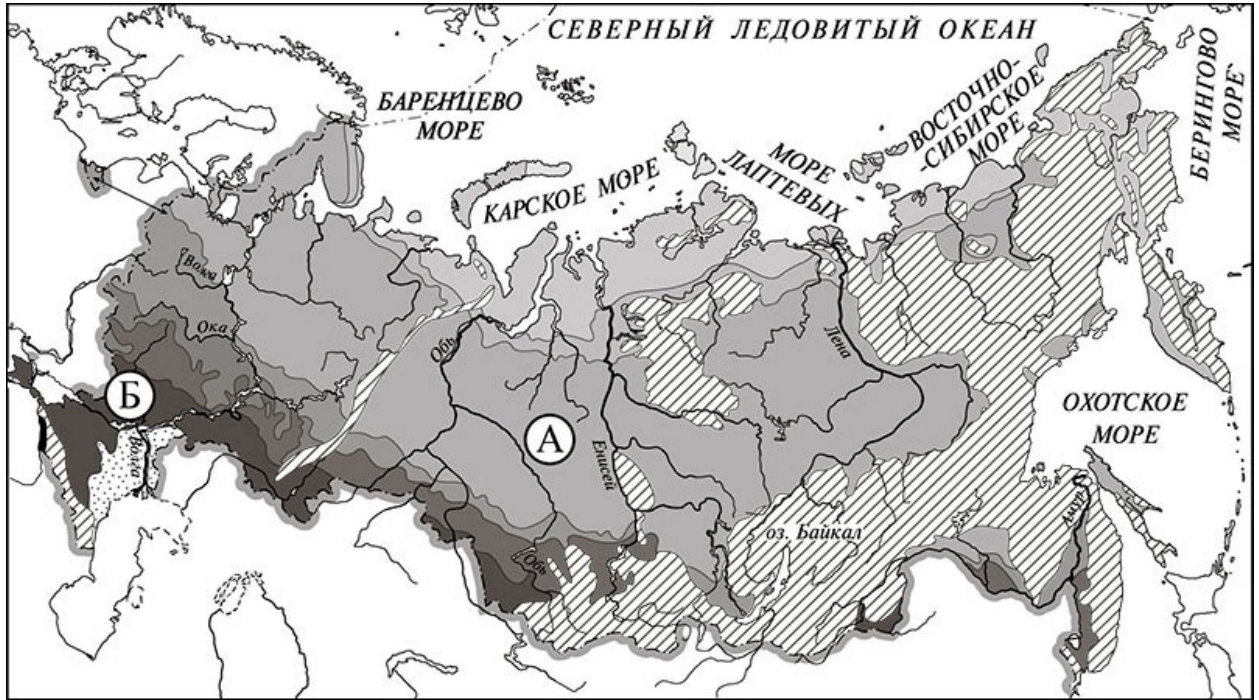 СЕВЕРНЫЙ ЛЕДОВИТЫЙ ОКЕАН
БАРЕНЦЕВО
МОРЕ
КАРСКОЕ МОРЕ
МОРЕ
ЛАПТЕВЫХ
ВОСТОЧНО-
-СИБИРСКОЕ
МОРЕ
БЕРИНГОВО
МОРЕ
Волга
Ока
Обь
Лена
Б
А
Волга
Енисей
ОХОТСКОЕ
МОРЕ
Амур
оз. Байкал
Обь